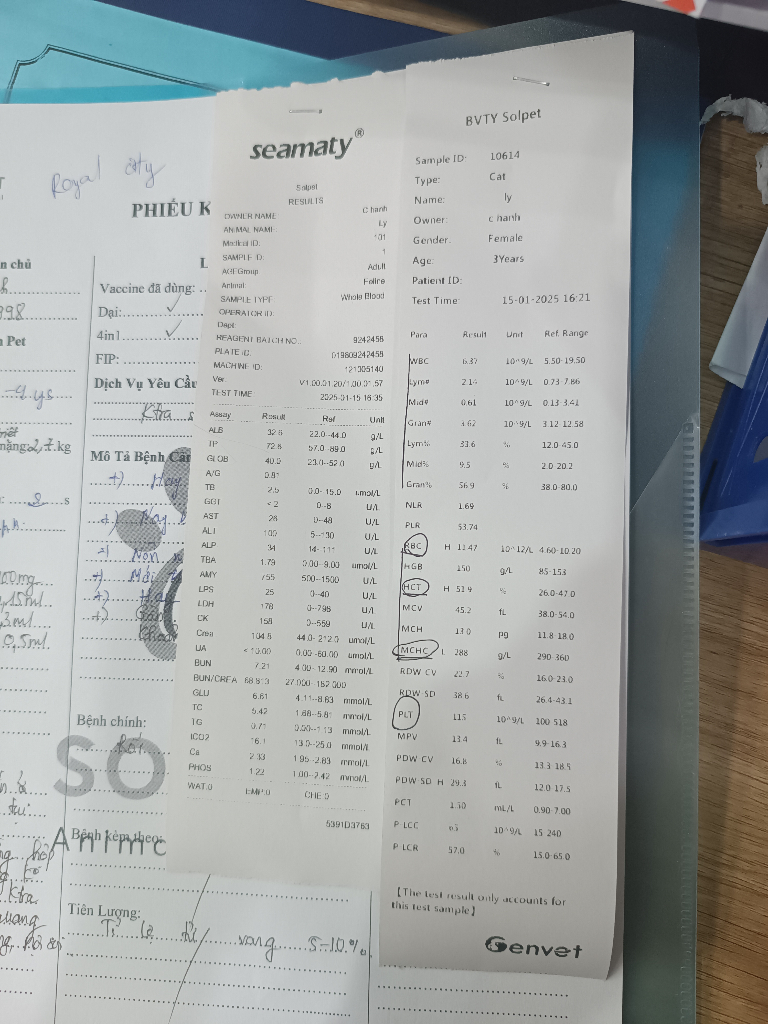 Royal city
PHIẾU K
n chủ
998
n Pet
Vaccine đã dùng:
Dại:
4in1
FIP:
Dịch Vụ Yêu Cầ
Ktra s
Mô Tả Bệnh Cản
Bệnh chính:
SO
Anim
Bệnh kèm theo:
Tiên Lượng:
Tỉ lệ rủi vong 5-10%
seamaty®
Solpet
RESULTS
OWNER NAME C hanh
ANIMAL NAME: Ly
Medical ID: 101
SAMPLE ID: 1
AGEGroup Adult
Animal: Feline
SAMPLE TYPE Whole Blood
OPERATOR ID:
Dept:
REAGENT BATCH NO.: 9242456
PLATE ID: 019809242456
MACHINE ID: 121005140
Ver V1.00.01.20/1.00.01.57
TEST TIME 2025-01-15 16:35
Assay Result Ref Unit
ALB 32.6 22.0--44.0 g/L
TP 72.6 57.0--89.0 g/L
GLOB 40.0 23.0--52.0 g/L
A/G 0.81
TB 2.5 0.0--15.0 umol/L
GGT < 2 0--8 U/L
AST 26 0--48 U/L
ALT 100 5--130 U/L
ALP 34 14--111 U/L
TBA 1.79 0.00--9.00 umol/L
AMY 755 500--1500 U/L
LPS 25 0--40 U/L
LDH 178 0--798 U/L
CK 158 0--559 U/L
Crea 104.8 44.0--212.0 umol/L
UA < 10.00 0.00--60.00 umol/L
BUN 7.21 4.00--12.90 mmol/L
BUN/CREA 68.813 27.000--182.000
GLU 6.61 4.11--8.83 mmol/L
TC 5.42 1.68--5.81 mmol/L
TG 0.71 0.00--1.13 mmol/L
tCO2 16.1 13.0--25.0 mmol/L
Ca 2.33 1.95--2.83 mmol/L
PHOS 1.22 1.00--2.42 mmol/L
WAT:0 EMP:0 CHE:0
5391D3763
BVTY Solpet
Sample ID: 10614
Type: Cat
Name: ly
Owner: c hanh
Gender: Female
Age: 3Years
Patient ID:
Test Time: 15-01-2025 16:21
Para Result Unit Ref. Range
WBC 6.37 10^9/L 5.50-19.50
Lym# 2.14 10^9/L 0.73-7.86
Mid# 0.61 10^9/L 0.13-3.41
Gran# 3.62 10^9/L 3.12-12.58
Lym% 33.6 % 12.0-45.0
Mid% 9.5 % 2.0-20.2
Gran% 56.9 % 38.0-80.0
NLR 1.69
PLR 53.74
RBC H 11.47 10^12/L 4.60-10.20
HGB 150 g/L 85-153
HCT H 51.9 % 26.0-47.0
MCV 45.2 fL 38.0-54.0
MCH 13.0 pg 11.8-18.0
MCHC L 288 g/L 290-360
RDW-CV 22.7 % 16.0-23.0
RDW-SD 38.6 fL 26.4-43.1
PLT 115 10^9/L 100-518
MPV 13.4 fL 9.9-16.3
PDW-CV 16.8 % 13.3-18.5
PDW-SD H 29.3 fL 12.0-17.5
PCT 1.50 mL/L 0.90-7.00
P-LCC 65 10^9/L 15-240
P-LCR 57.0 % 15.0-65.0
【The test result only accounts for
this test sample】
Genvet